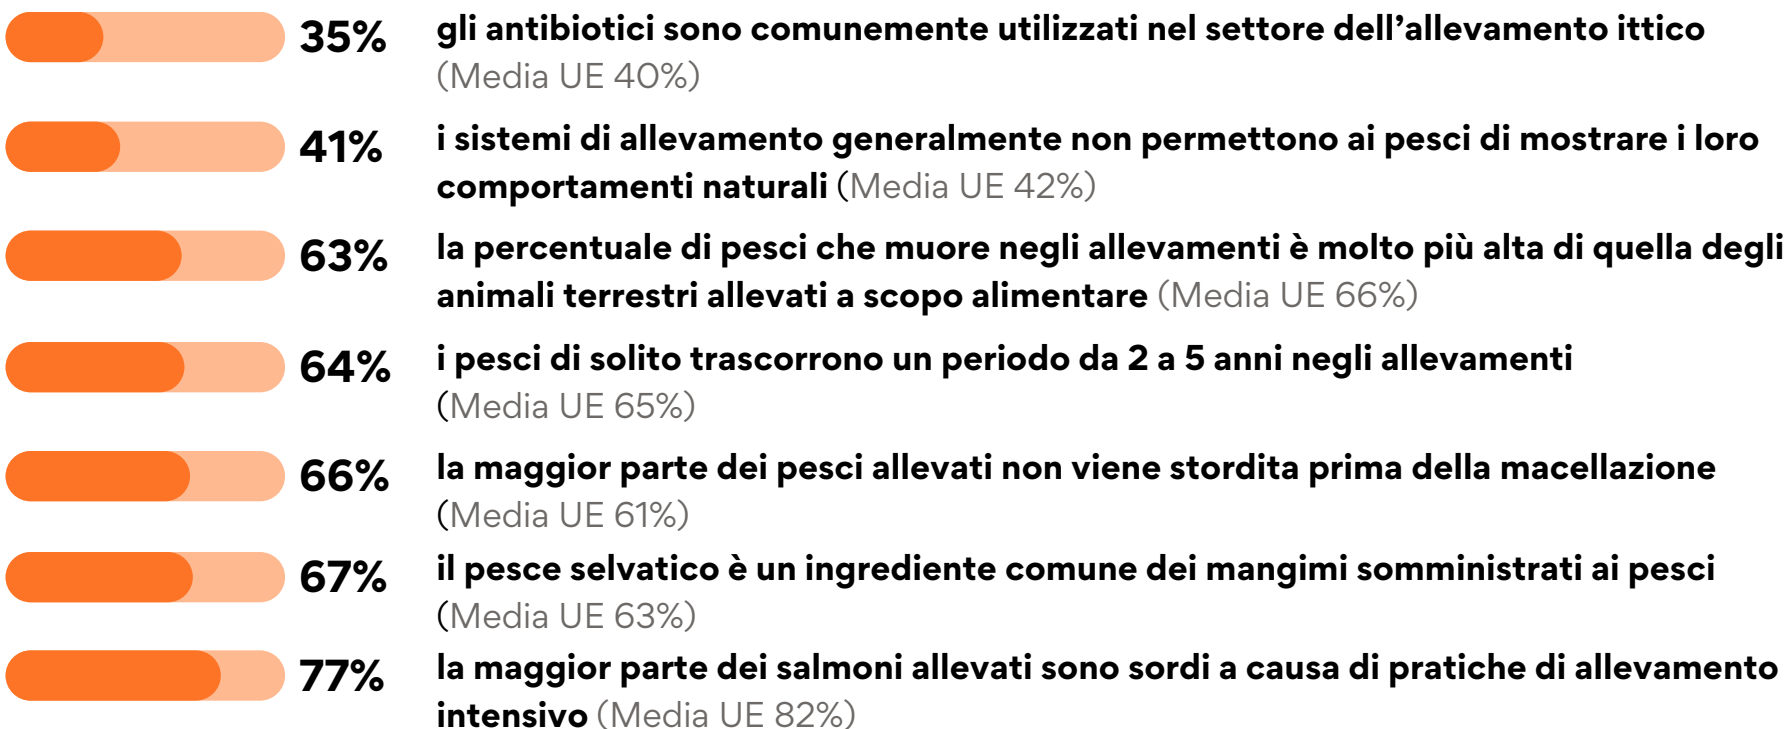 35% gli antibiotici sono comunemente utilizzati nel settore dell’allevamento ittico
(Media UE 40%)
41% i sistemi di allevamento generalmente non permettono ai pesci di mostrare i loro
comportamenti naturali (Media UE 42%)
63% la percentuale di pesci che muore negli allevamenti è molto più alta di quella degli
animali terrestri allevati a scopo alimentare (Media UE 66%)
64% i pesci di solito trascorrono un periodo da 2 a 5 anni negli allevamenti
(Media UE 65%)
66% la maggior parte dei pesci allevati non viene stordita prima della macellazione
(Media UE 61%)
67% il pesce selvatico è un ingrediente comune dei mangimi somministrati ai pesci
(Media UE 63%)
77% la maggior parte dei salmoni allevati sono sordi a causa di pratiche di allevamento
intensivo (Media UE 82%)